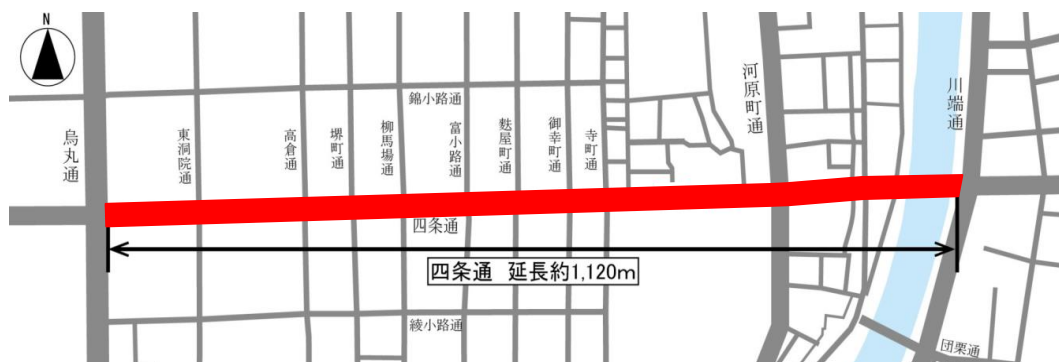 N
烏丸通
東洞院通
高倉通
堺町通
柳馬場通
富小路通
麩屋町通
御幸町通
寺町通
河原町通
川端通
錦小路通
四条通
四条通 延長約1,120m
綾小路通
団栗通